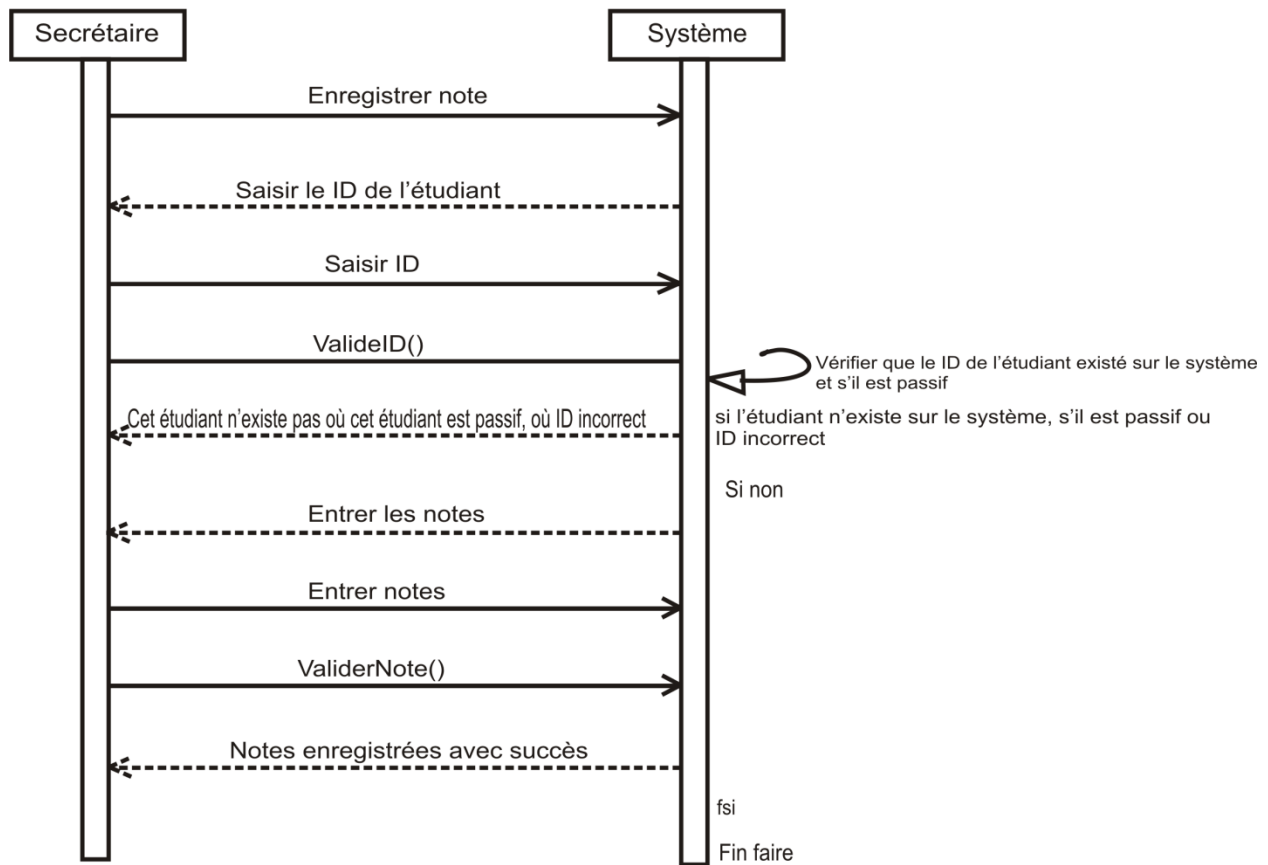 Secrétaire
Système
Enregistrer note
Saisir le ID de l'étudiant
Saisir ID
ValideID()
Vérifier que le ID de l'étudiant existé sur le système
et s'il est passif
Cet étudiant n'existe pas où cet étudiant est passif, où ID incorrect
si l'étudiant n'existe sur le système, s'il est passif ou
ID incorrect
Si non
Entrer les notes
Entrer notes
ValiderNote()
Notes enregistrées avec succès
fsi
Fin faire